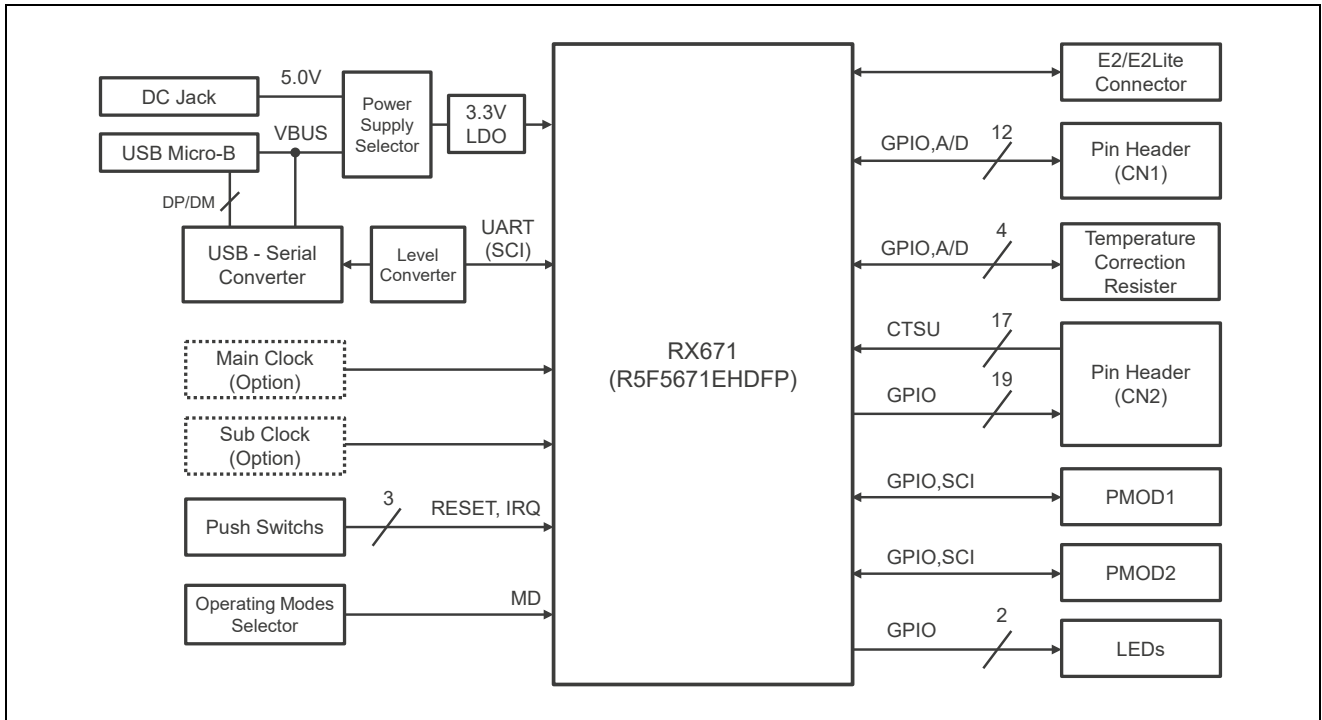 DC Jack
5.0V
USB Micro-B
VBUS
Power
Supply
Selector
3.3V
LDO
DP/DM
USB - Serial
Converter
Level
Converter
UART
(SCI)
Main Clock
(Option)
Sub Clock
(Option)
Push Switchs
3
RESET, IRQ
Operating Modes
Selector
MD
RX671
(R5F5671EHDFP)
E2/E2Lite
Connector
GPIO,A/D
12
Pin Header
(CN1)
GPIO,A/D
4
Temperature
Correction
Resister
CTSU
17
GPIO
19
Pin Header
(CN2)
GPIO,SCI
PMOD1
GPIO,SCI
PMOD2
GPIO
2
LEDs